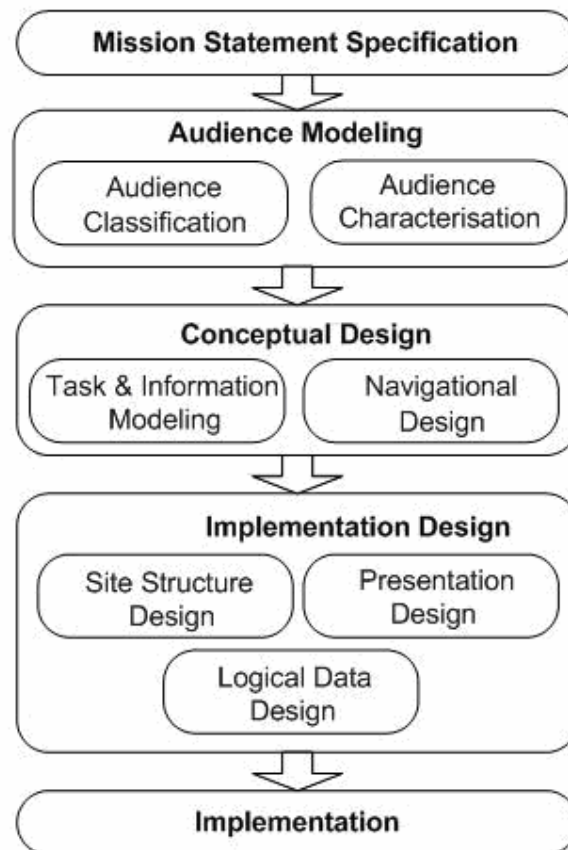 Mission Statement Specification
Audience Modeling
Audience
Classification
Audience
Characterisation
Conceptual Design
Task & Information
Modeling
Navigational
Design
Implementation Design
Site Structure
Design
Presentation
Design
Logical Data
Design
Implementation